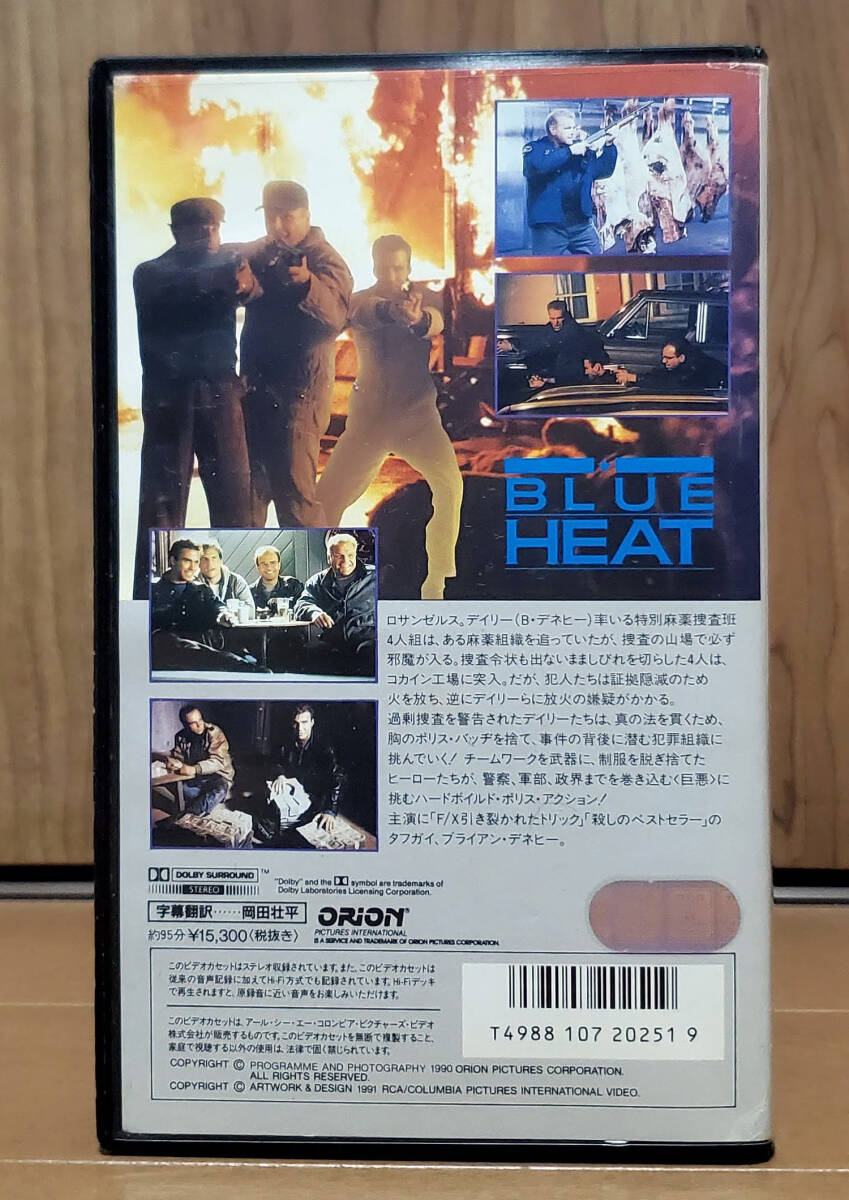 BLUE
HEAT
ロサンゼルス。デイリー(B・デネヒー)率いる特別麻薬捜査班
4人組は、ある麻薬組織を追っていたが、捜査の山場で必ず
邪魔が入る。捜査令状も出ないまましびれを切らした4人は、
コカイン工場に突入。だが、犯人たちは証拠隠滅のため
火を放ち、逆にデイリーらに放火の嫌疑がかかる。
過剰捜査を警告されたデイリーたちは、真の法を貫くため、
胸のポリス・バッヂを捨て、事件の背後に潜む犯罪組織に
挑んでいく! チームワークを武器に、制服を脱ぎ捨てた
ヒーローたちが、警察、軍部、政界までを巻き込む〈巨悪〉に
挑むハードボイルド・ポリス・アクション!
主演に「F/X引き裂かれたトリック」「殺しのベストセラー」の
タフガイ、ブライアン・デネヒー。
DOLBY SURROUND™
STEREO
"Dolby" and the symbol are trademarks of
Dolby Laboratories Licensing Corporation.
字幕翻訳……岡田壮平
約95分¥15,300〈税抜き〉
ORION®
PICTURES INTERNATIONAL
IS A SERVICE AND TRADEMARK OF ORION PICTURES CORPORATION
このビデオカセットはステレオ収録されています。また、このビデオカセットは
従来の音声記録に加えてHi-Fi方式でも記録されています。Hi-Fiデッキ
で再生されますと、原録音に近い音声をお楽しみいただけます。
このビデオカセットは、アール・シー・エー・コロンビア・ピクチャーズ・ビデオ
株式会社が販売するものです。このビデオカセットを無断で複製すること、
家庭で視聴する以外の使用は、法律で固く禁じられています。
T4988 107 20251 9
COPYRIGHT © PROGRAMME AND PHOTOGRAPHY 1990 ORION PICTURES CORPORATION.
ALL RIGHTS RESERVED.
COPYRIGHT © ARTWORK & DESIGN 1991 RCA/COLUMBIA PICTURES INTERNATIONAL VIDEO.